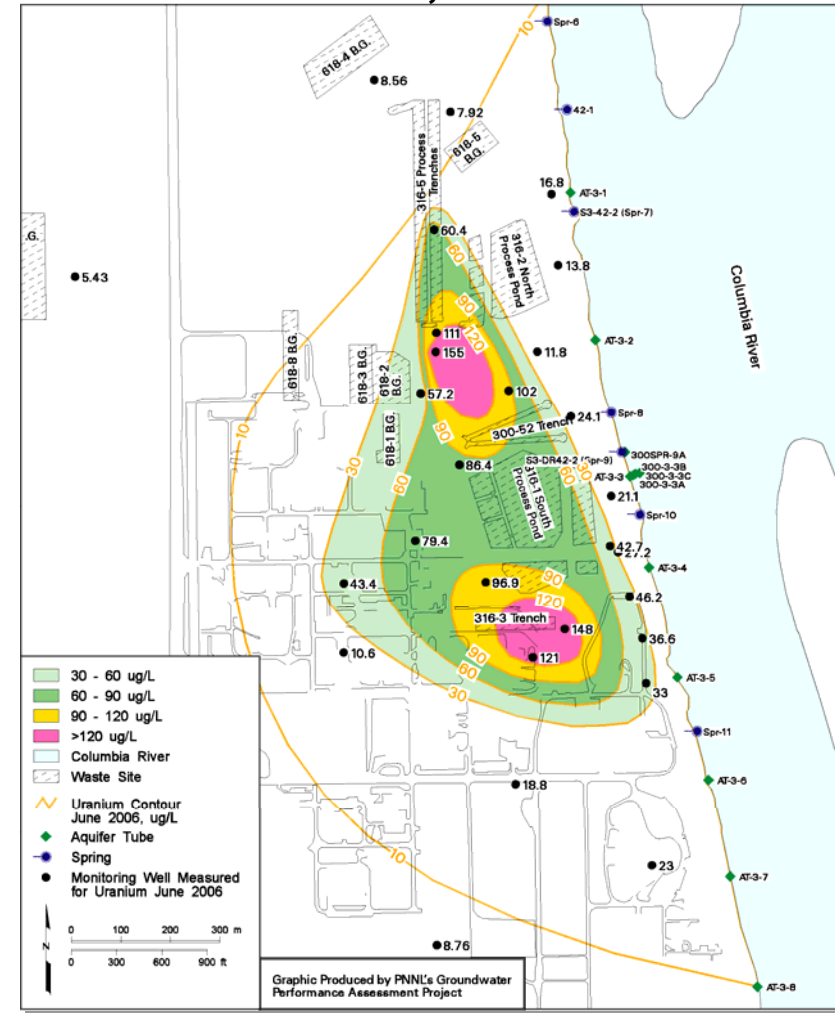 10
Spr-6
618-4 B.G.
8.56
7.92
42-1
618-5
B.G.
316-5 Process
Trenches
16.8
AT-3-1
S3-42-2 (Spr-7)
60.4
.G.
60
316-2 North
Process Pond
13.8
5.43
Columbia River
90
120
111
155
AT-3-2
11.8
618-8 B.G.
618-3 B.G.
618-2
B.G.
57.2
102
24.1
Spr-8
618-1 B.G.
10
90
300-52 Trench
30
60
86.4
S3-DR42-2 (Spr-9)
300SPR-9A
60
30
AT-3-3
300-3-3B
300-3-3C
300-3-3A
316-1 South
Process Pond
21.1
Spr-10
79.4
42.7
27.2
AT-3-4
43.4
96.9
90
120
46.2
316-3 Trench
148
36.6
10.6
90
121
60
30
33
AT-3-5
30 - 60 ug/L
60 - 90 ug/L
90 - 120 ug/L
>120 ug/L
Columbia River
Waste Site
Uranium Contour
June 2006, ug/L
Aquifer Tube
Spring
Monitoring Well Measured
for Uranium June 2006
Spr-11
18.8
AT-3-6
10
23
AT-3-7
N
0 100 200 300 m
0 300 600 900 ft
8.76
Graphic Produced by PNNL's Groundwater
Performance Assessment Project
AT-3-8